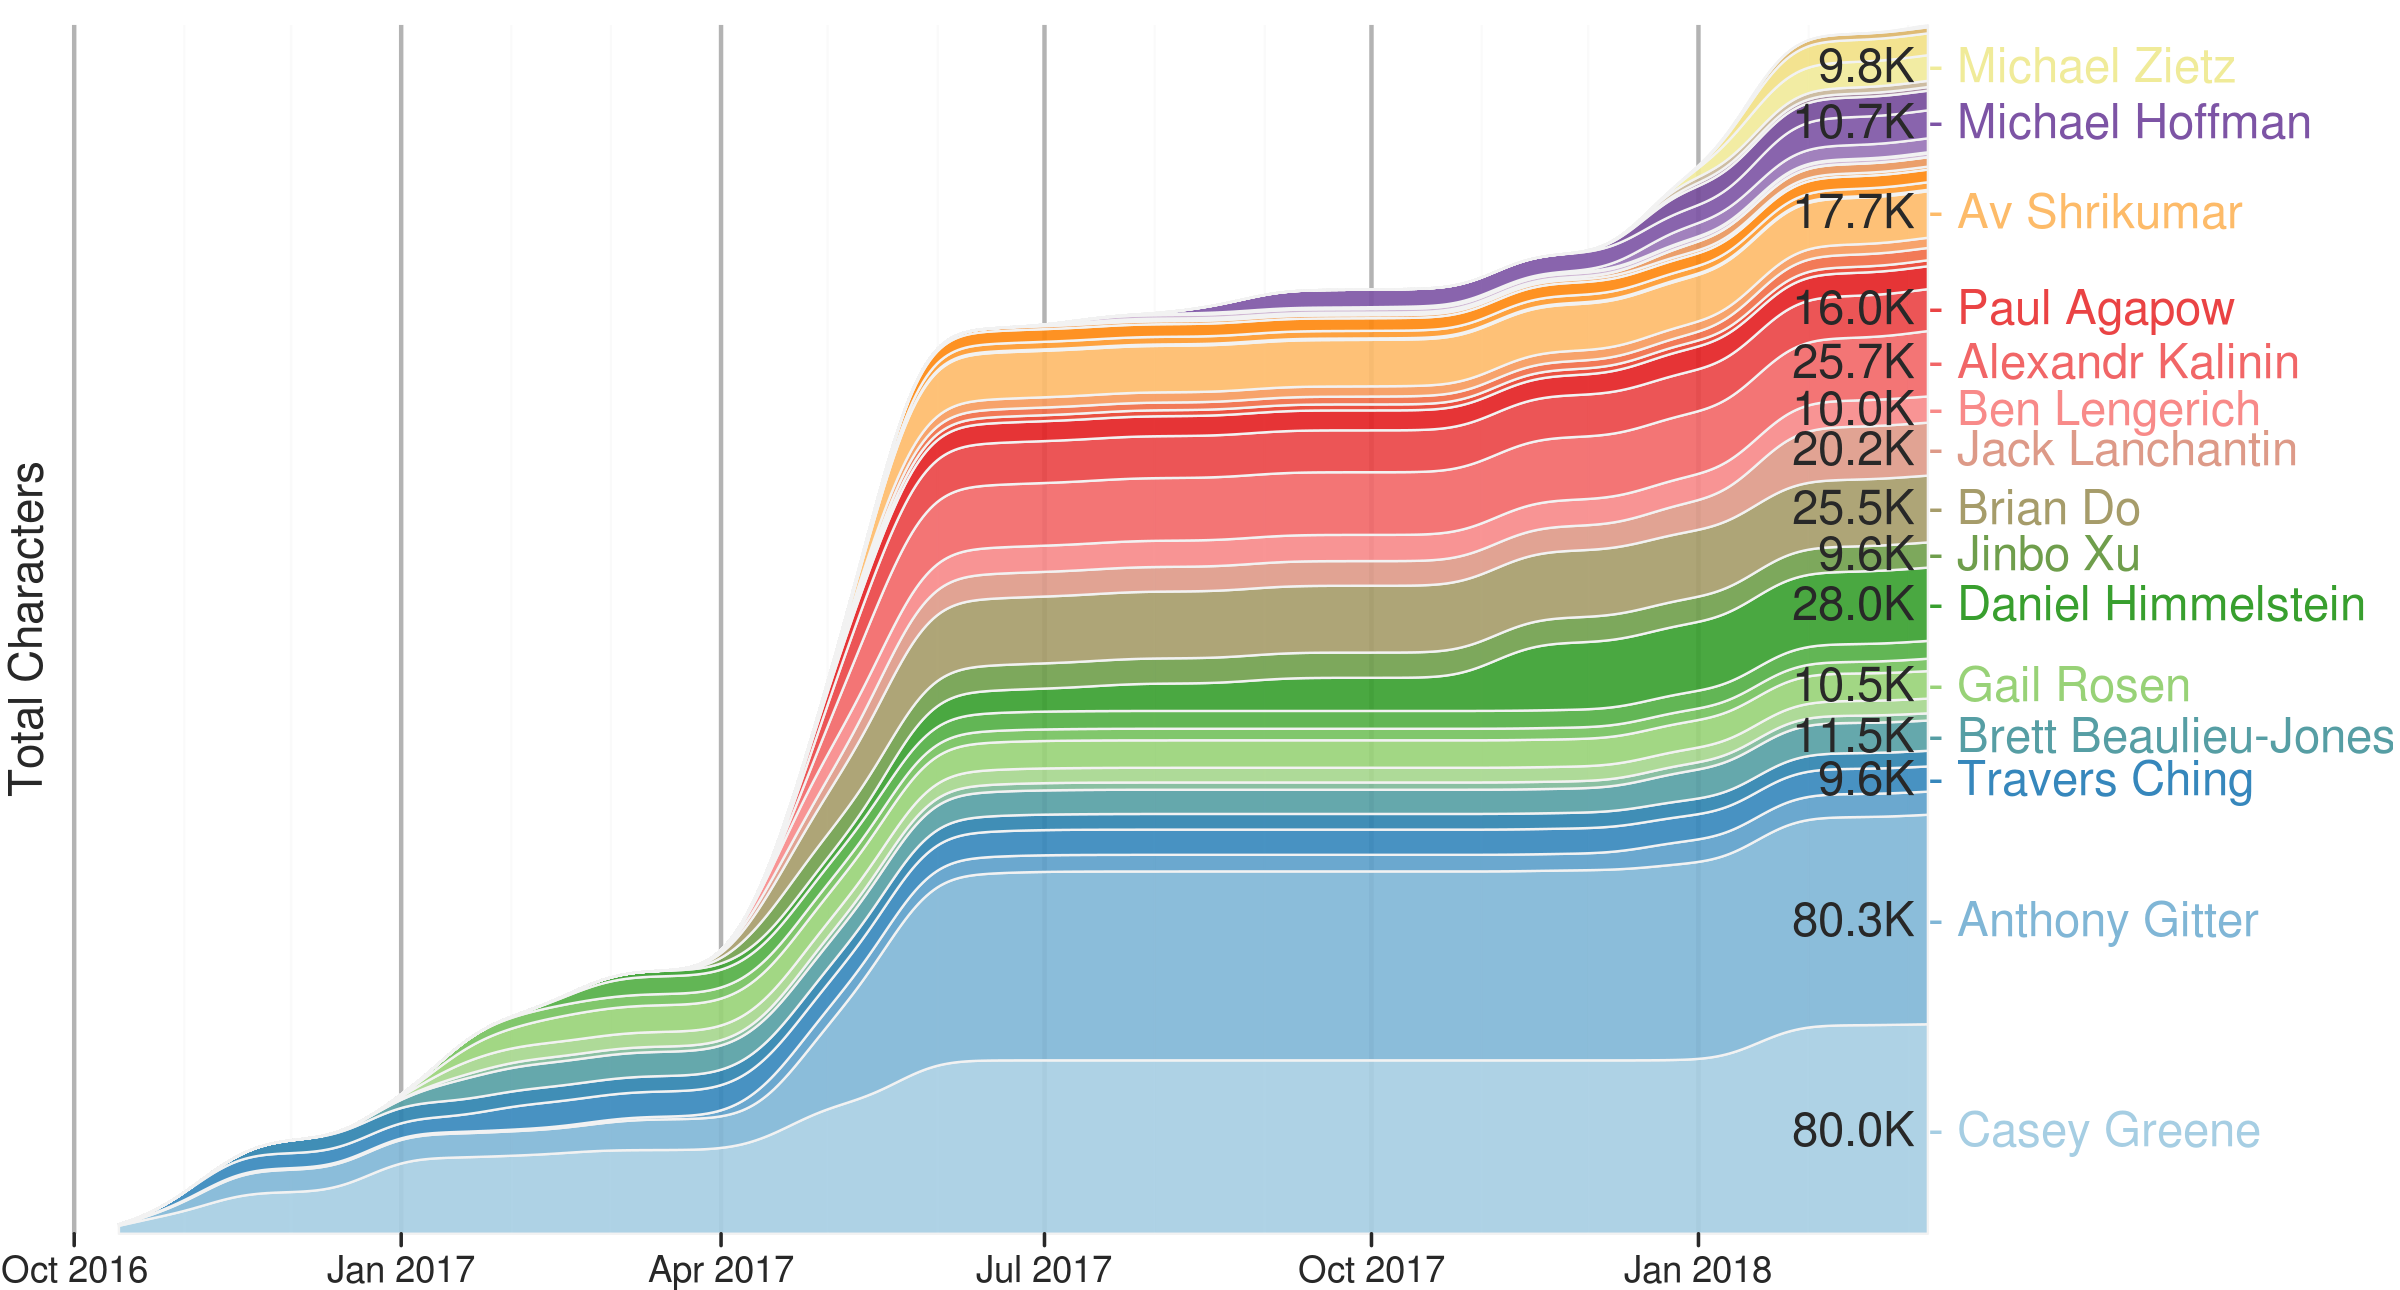 9.8K - Michael Zietz
10.7K - Michael Hoffman
17.7K - Av Shrikumar
16.0K - Paul Agapow
25.7K - Alexandr Kalinin
10.0K - Ben Lengerich
20.2K - Jack Lanchantin
25.5K - Brian Do
9.6K - Jinbo Xu
28.0K - Daniel Himmelstein
10.5K - Gail Rosen
11.5K - Brett Beaulieu-Jones
9.6K - Travers Ching
80.3K - Anthony Gitter
80.0K - Casey Greene
Total Characters
Oct 2016 Jan 2017 Apr 2017 Jul 2017 Oct 2017 Jan 2018